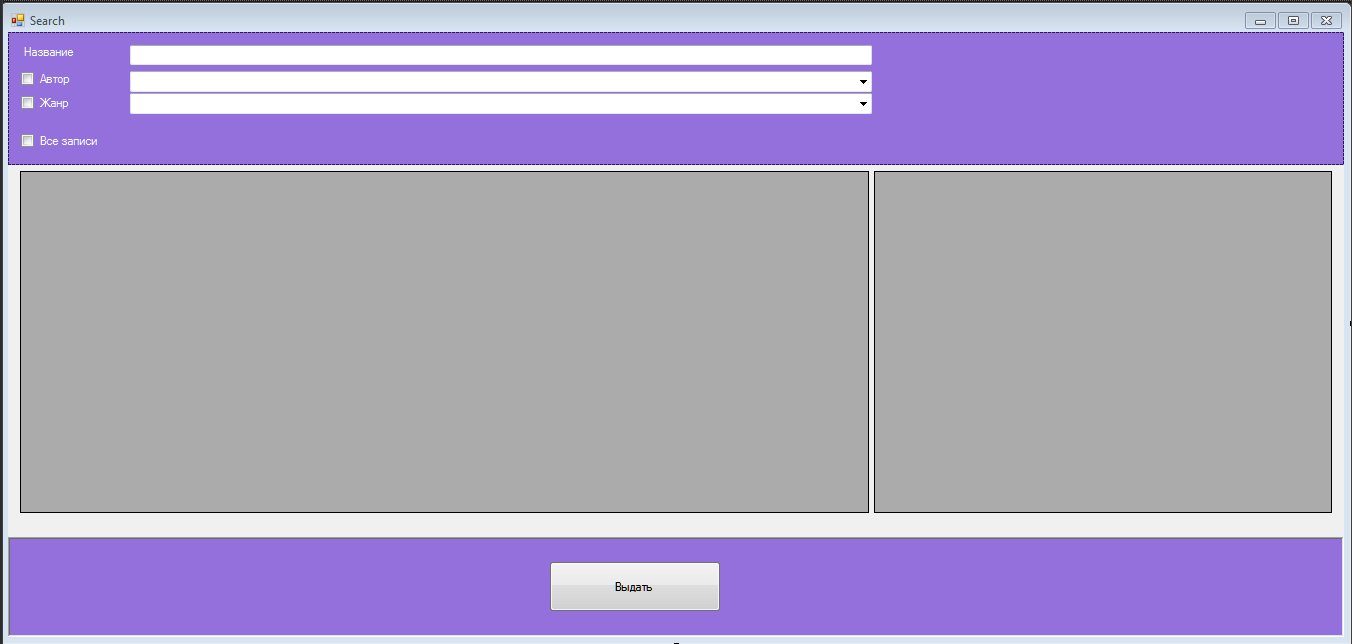 Search
Название
Автор
Жанр
Все записи
Выдать